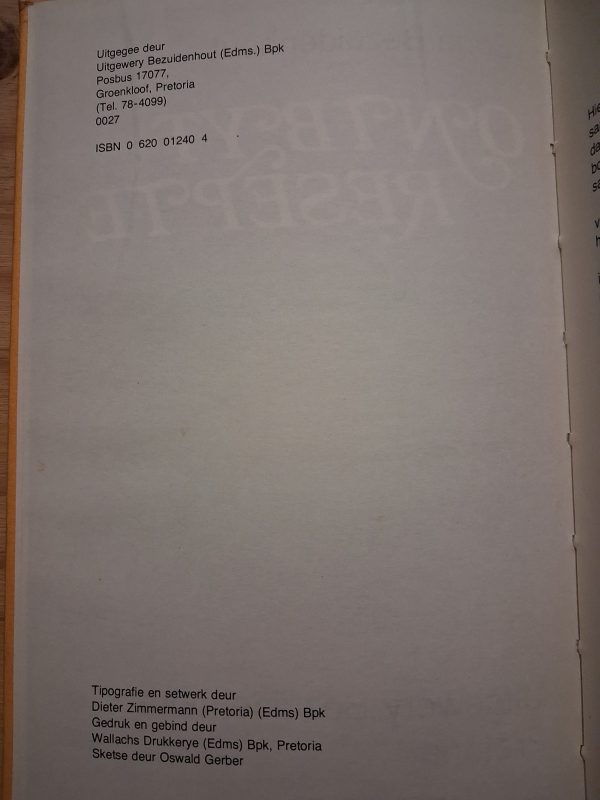 Uitgegee deur
Uitgewery Bezuidenhout (Edms.) Bpk
Posbus 17077,
Groenkloof, Pretoria
(Tel. 78-4099)
0027
ISBN 0 620 01240 4
ONTBYT
RESEPTE
Tipografie en setwerk deur
Dieter Zimmermann (Pretoria) (Edms) Bpk
Gedruk en gebind deur
Wallachs Drukkerye (Edms) Bpk, Pretoria
Sketse deur Oswald Gerber